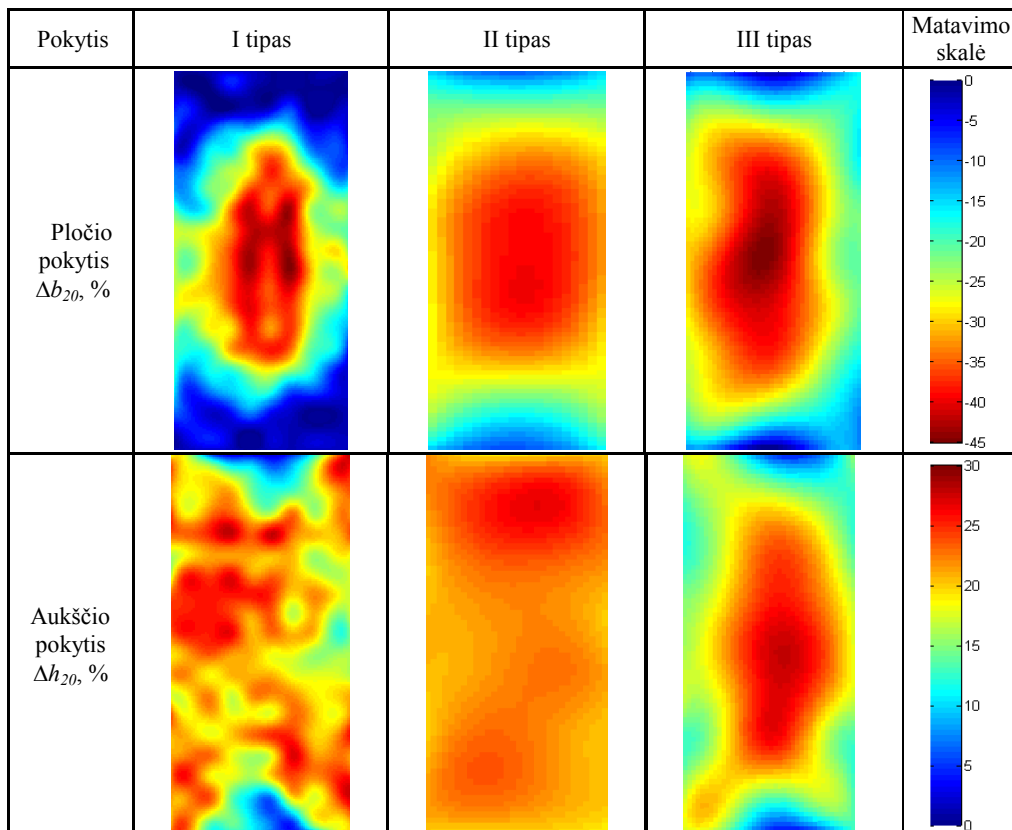 Pokytis
I tipas
II tipas
III tipas
Matavimo
skalė
Pločio
pokytis
Δb20, %
0
-5
-10
-15
-20
-25
-30
-35
-40
-45
Aukščio
pokytis
Δh20, %
30
25
20
15
10
5
0